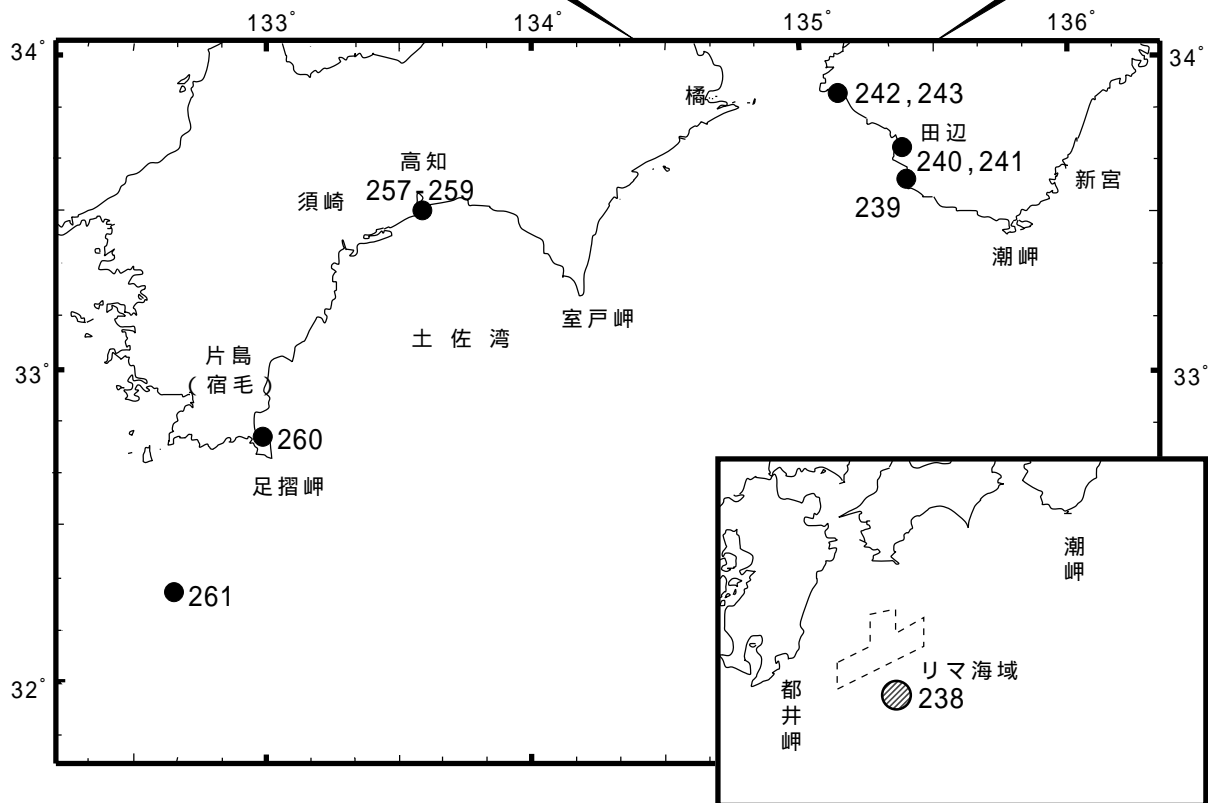 133° 134° 135° 136°
34° 34°
橘
242,243
田辺
240,241
239
新宮
潮岬
高知
257-259
須崎
室戸岬
土佐湾
33° 33°
片島
(宿毛)
260
足摺岬
261
32°
潮岬
リマ海域
238
都井岬